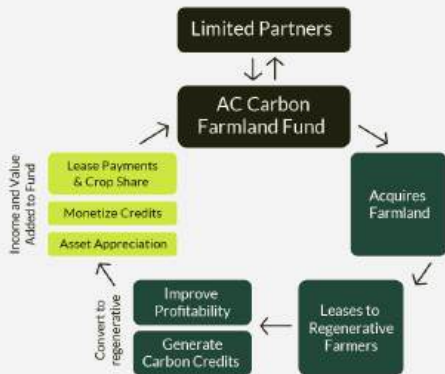 Limited Partners
AC Carbon
Farmland Fund
Lease Payments
& Crop Share
Monetize Credits
Asset Appreciation
Income and Value
Added to Fund
Acquires
Farmland
Improve
Profitability
Generate
Carbon Credits
Convert to
regenerative
Leases to
Regenerative
Farmers